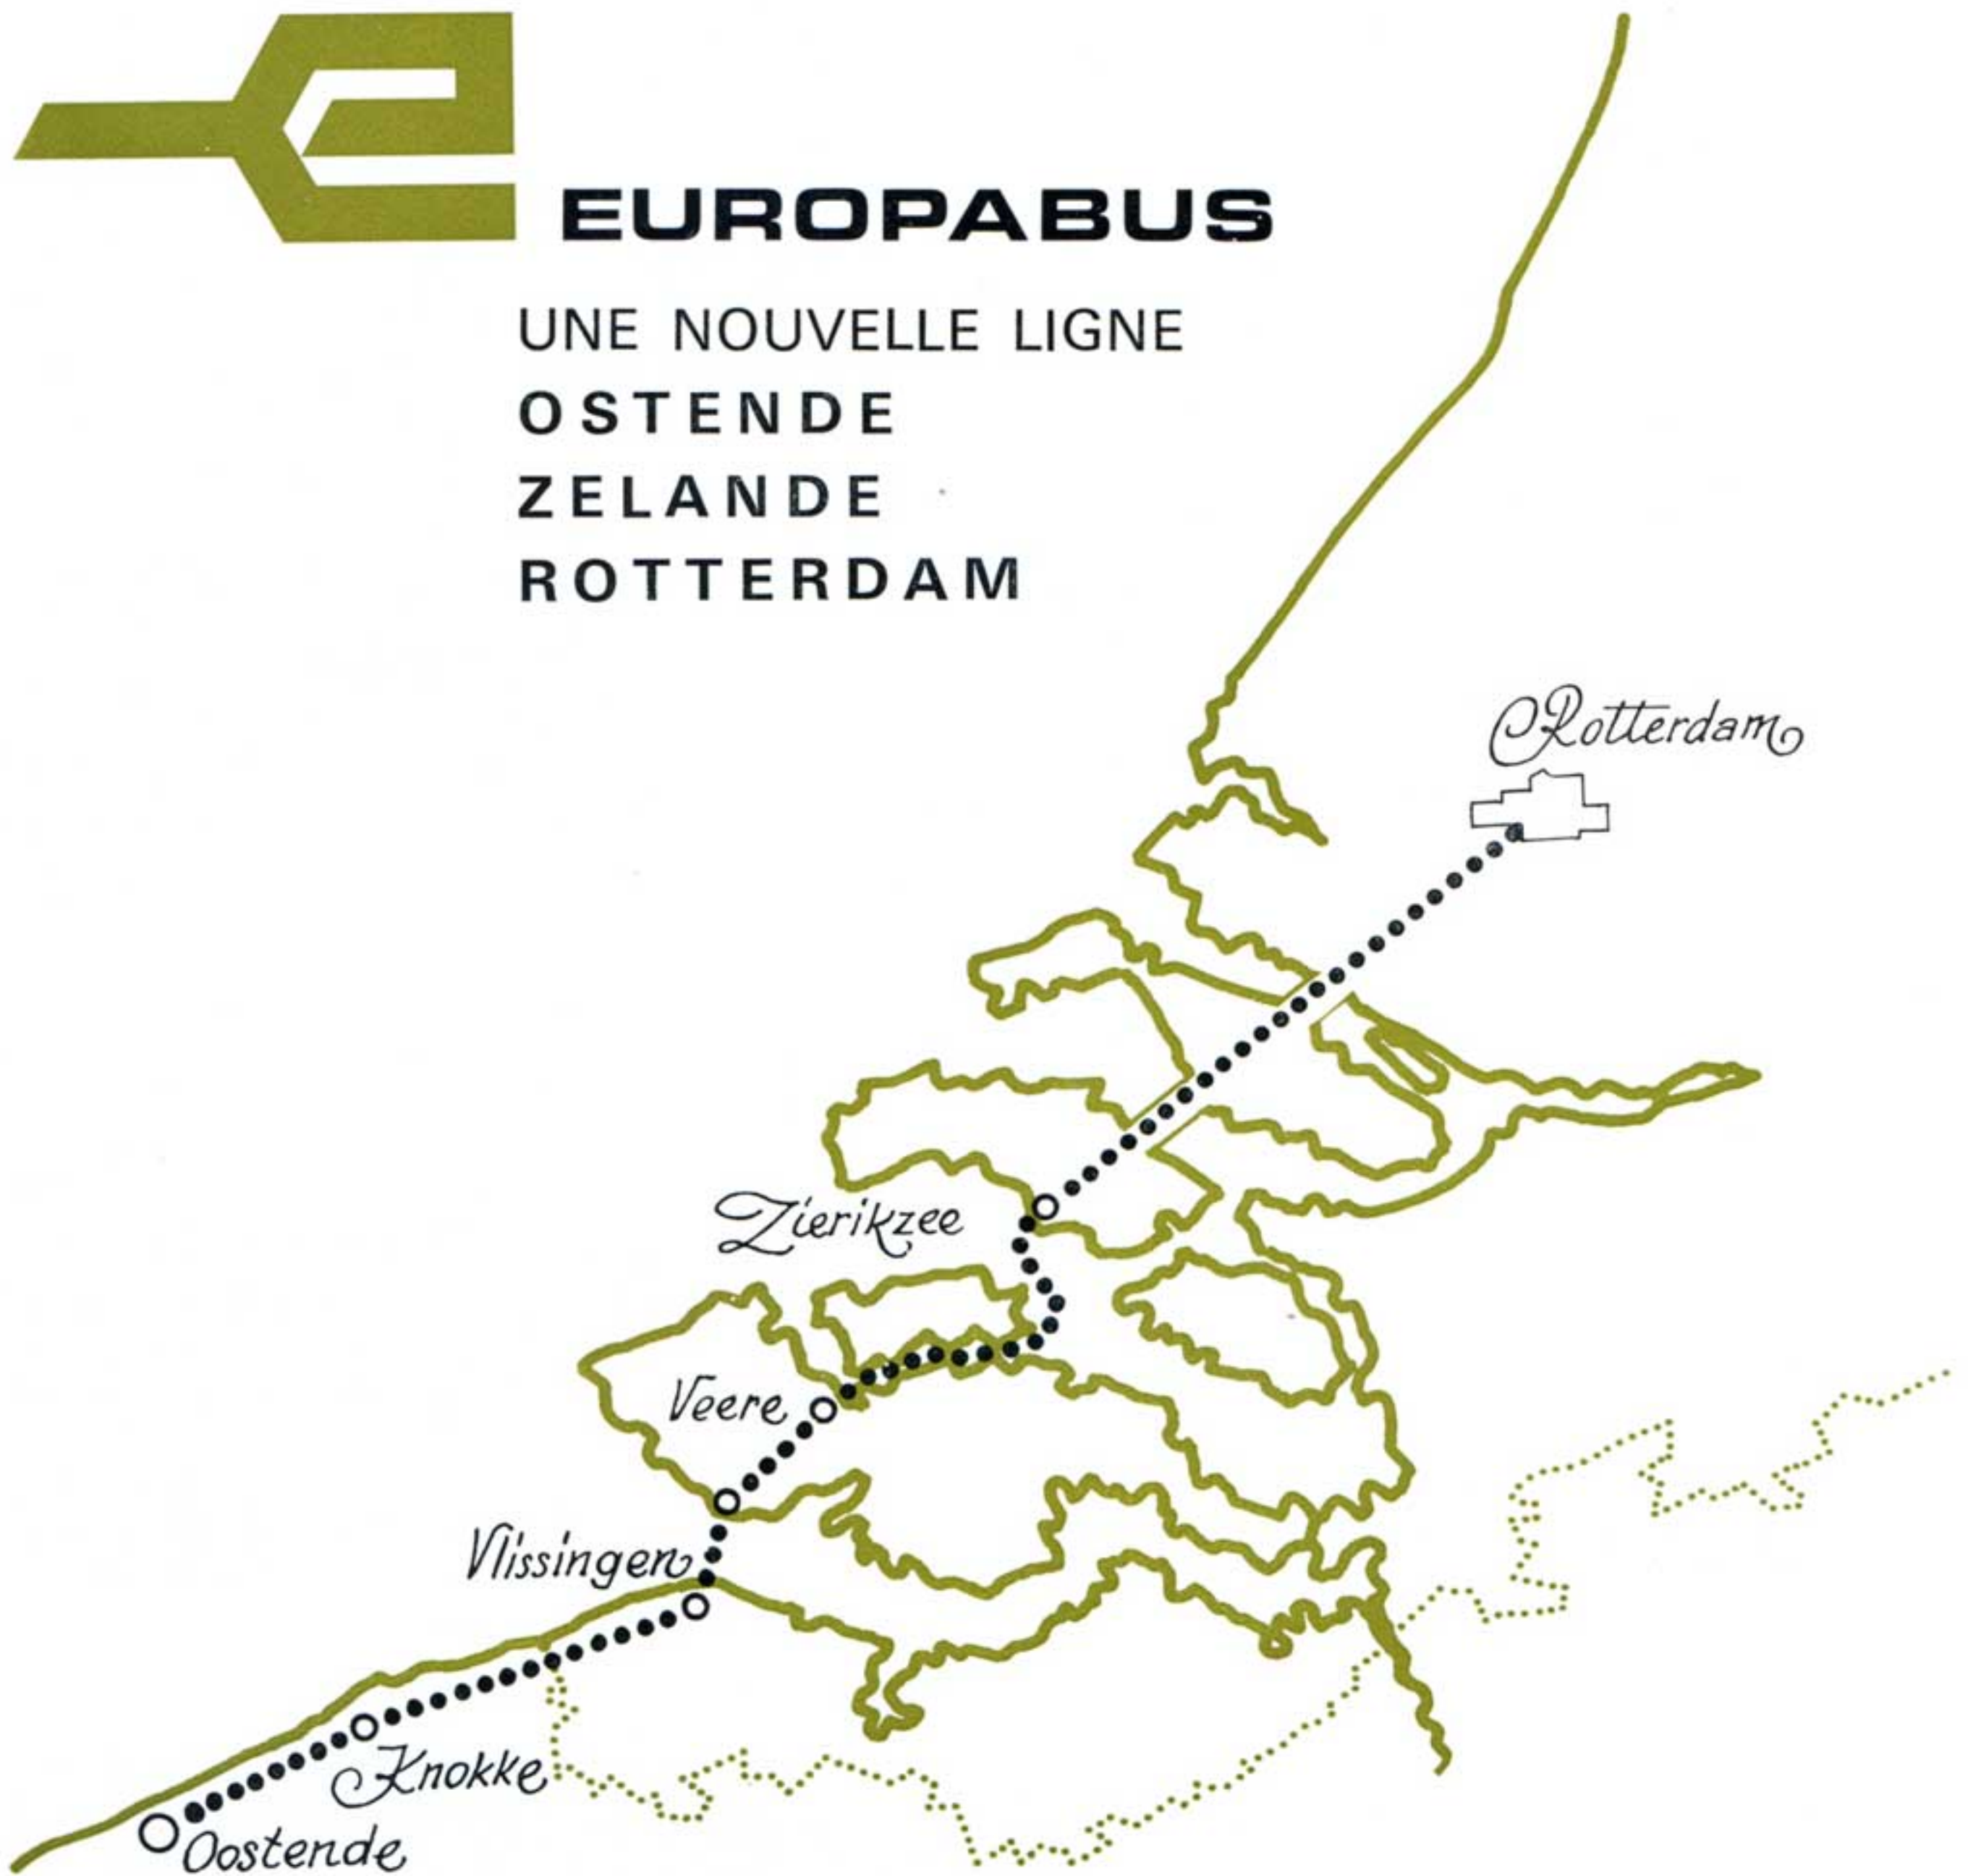 EUROPABUS
UNE NOUVELLE LIGNE
OSTENDE
ZELANDE
ROTTERDAM
Rotterdam
Zierikzee
Veere
Vlissingen
Knokke
Oostende